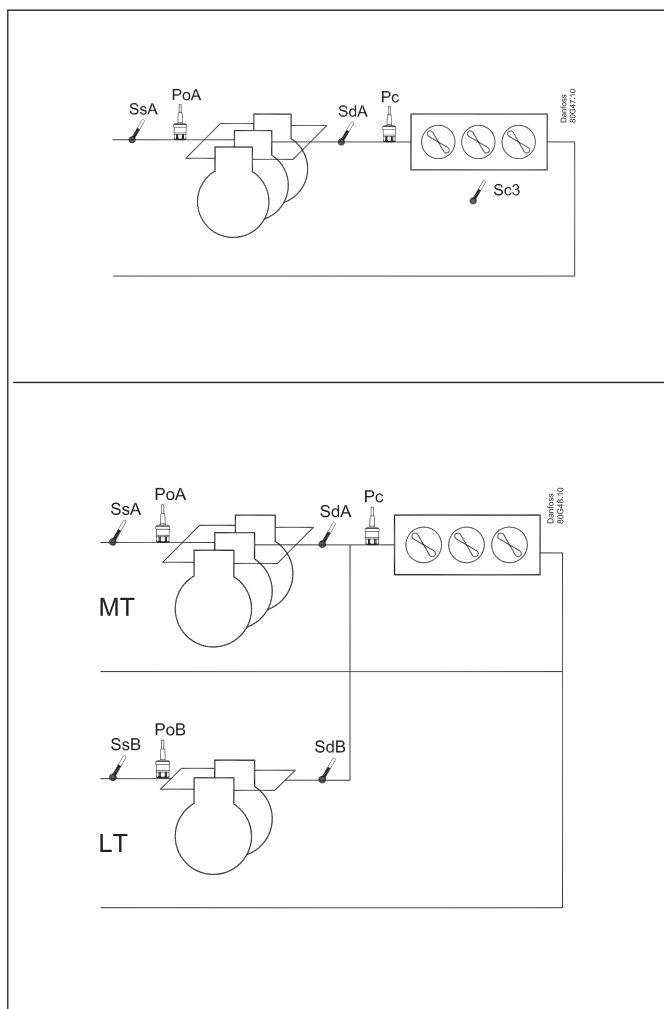 SsA
PoA
SdA
Pc
Danfoss
80G47.10
Sc3
SsA
PoA
SdA
Pc
Danfoss
80G48.10
MT
SsB
PoB
SdB
LT